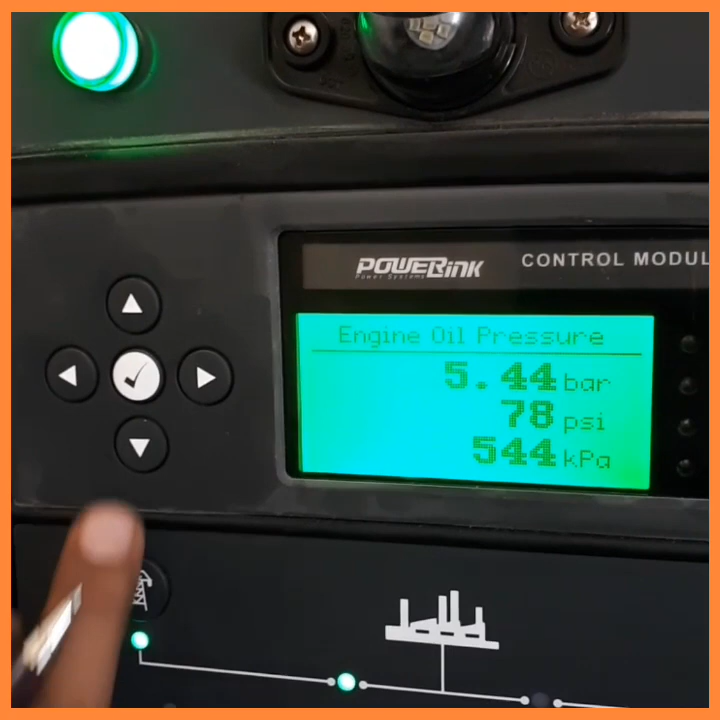 POWERLINK
Power Systems
CONTROL MODUL
Engine Oil Pressure
5.44 bar
78 psi
544 kPa